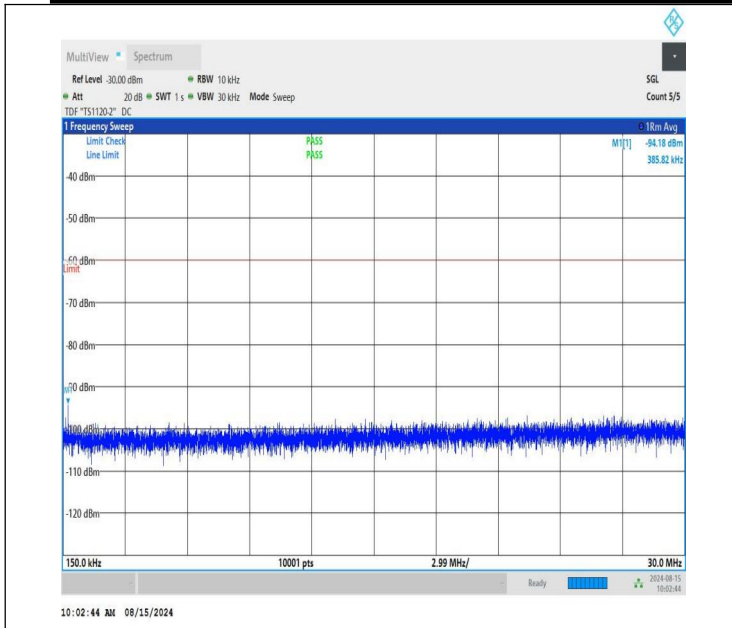 MultiView Spectrum
Ref Level -30.00 dBm RBW 10 kHz SGL
Att 20 dB SWT 1 s VBW 30 kHz Mode Sweep Count 5/5
TDF "TS1120-2" DC
1 Frequency Sweep 1Rm Avg
Limit Check PASS M1[1] -94.18 dBm
Line Limit PASS 385.82 kHz
-40 dBm
-50 dBm
-60 dBm
Limit
-70 dBm
-80 dBm
-90 dBm
M1
-100 dBm
-110 dBm
-120 dBm
150.0 kHz 10001 pts 2.99 MHz/ 30.0 MHz
Ready 2024-08-15
10:02:44
10:02:44 AM 08/15/2024